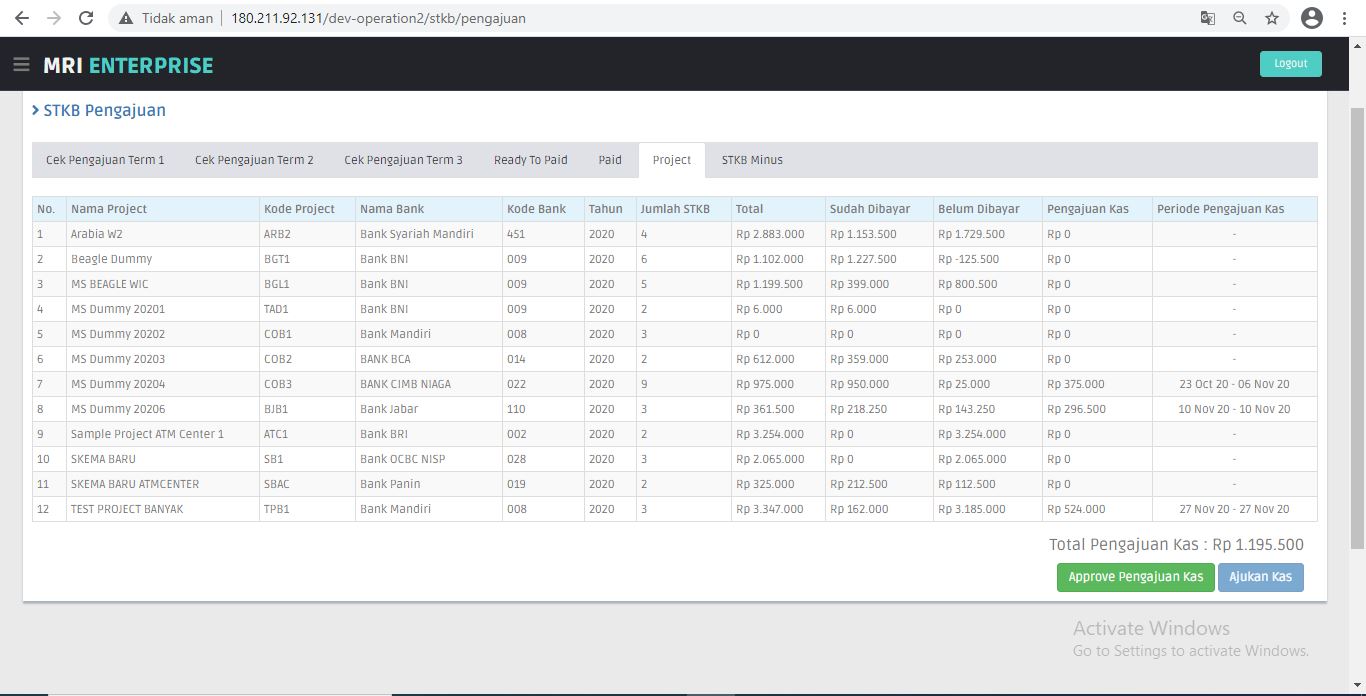 Tidak aman | 180.211.92.131/dev-operation2/stkb/pengajuan
MRI ENTERPRISE Logout
STKB Pengajuan
Cek Pengajuan Term 1 Cek Pengajuan Term 2 Cek Pengajuan Term 3 Ready To Paid Paid Project STKB Minus
No. Nama Project Kode Project Nama Bank Kode Bank Tahun Jumlah STKB Total Sudah Dibayar Belum Dibayar Pengajuan Kas Periode Pengajuan Kas
1 Arabia W2 ARB2 Bank Syariah Mandiri 451 2020 4 Rp 2.883.000 Rp 1.153.500 Rp 1.729.500 Rp 0 -
2 Beagle Dummy BGT1 Bank BNI 009 2020 6 Rp 1.102.000 Rp 1.227.500 Rp -125.500 Rp 0 -
3 MS BEAGLE WIC BGL1 Bank BNI 009 2020 5 Rp 1.199.500 Rp 399.000 Rp 800.500 Rp 0 -
4 MS Dummy 20201 TAD1 Bank BNI 009 2020 2 Rp 6.000 Rp 6.000 Rp 0 Rp 0 -
5 MS Dummy 20202 COB1 Bank Mandiri 008 2020 3 Rp 0 Rp 0 Rp 0 Rp 0 -
6 MS Dummy 20203 COB2 BANK BCA 014 2020 2 Rp 612.000 Rp 359.000 Rp 253.000 Rp 0 -
7 MS Dummy 20204 COB3 BANK CIMB NIAGA 022 2020 9 Rp 975.000 Rp 950.000 Rp 25.000 Rp 375.000 23 Oct 20 - 06 Nov 20
8 MS Dummy 20206 BJB1 Bank Jabar 110 2020 3 Rp 361.500 Rp 218.250 Rp 143.250 Rp 296.500 10 Nov 20 - 10 Nov 20
9 Sample Project ATM Center 1 ATC1 Bank BRI 002 2020 2 Rp 3.254.000 Rp 0 Rp 3.254.000 Rp 0 -
10 SKEMA BARU SB1 Bank OCBC NISP 028 2020 3 Rp 2.065.000 Rp 0 Rp 2.065.000 Rp 0 -
11 SKEMA BARU ATMCENTER SBAC Bank Panin 019 2020 2 Rp 325.000 Rp 212.500 Rp 112.500 Rp 0 -
12 TEST PROJECT BANYAK TPB1 Bank Mandiri 008 2020 3 Rp 3.347.000 Rp 162.000 Rp 3.185.000 Rp 524.000 27 Nov 20 - 27 Nov 20
Total Pengajuan Kas : Rp 1.195.500
Approve Pengajuan Kas Ajukan Kas
Activate Windows
Go to Settings to activate Windows.